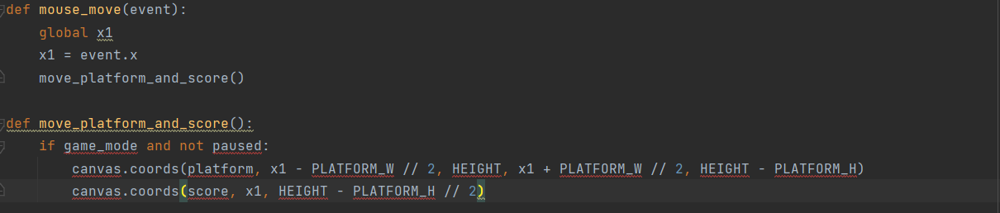 def mouse_move(event):
    global x1
    x1 = event.x
    move_platform_and_score()
def move_platform_and_score():
    if game_mode and not paused:
        canvas.coords(platform, x1 - PLATFORM_W // 2, HEIGHT, x1 + PLATFORM_W // 2, HEIGHT - PLATFORM_H)
        canvas.coords(score, x1, HEIGHT - PLATFORM_H // 2)